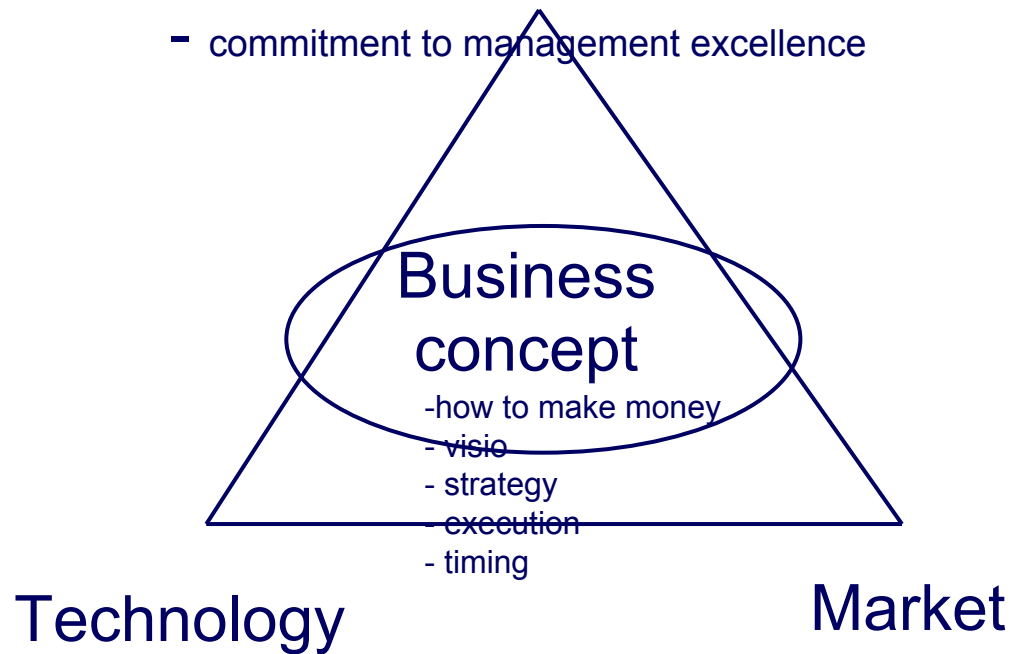 - commitment to management excellence
Business
concept
-how to make money
- visio
- strategy
- execution
- timing
Technology
Market